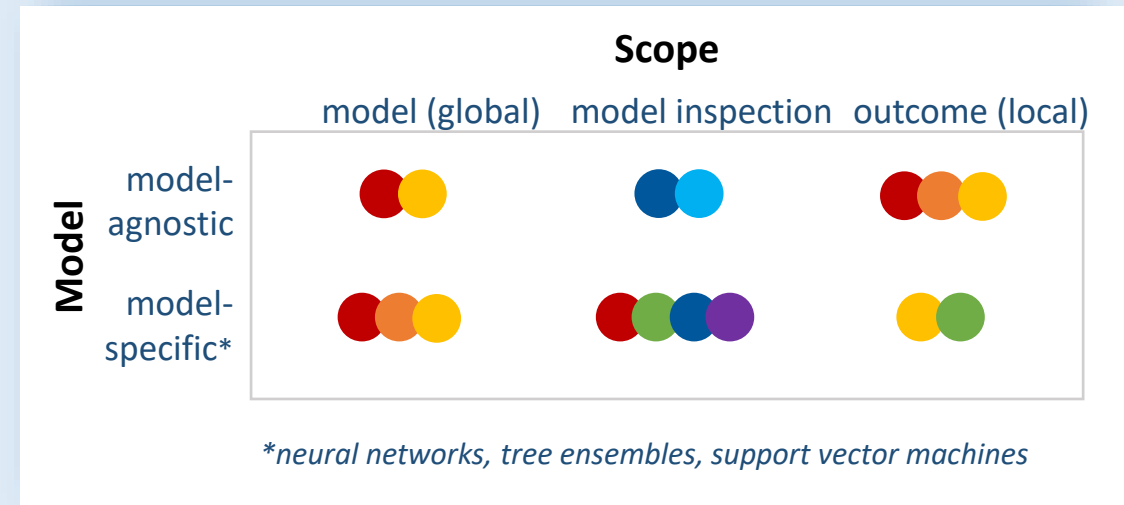 Scope
model (global) model inspection outcome (local)
Model
model-
agnostic
model-
specific*
*neural networks, tree ensembles, support vector machines